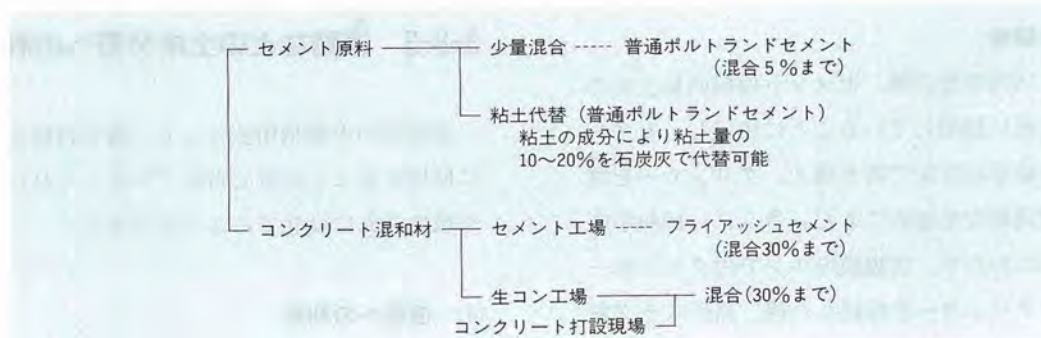 セメント原料 少量混合 普通ポルトランドセメント
(混合5%まで)
粘土代替 (普通ポルトランドセメント)
粘土の成分により粘土量の
10〜20%を石炭灰で代替可能
コンクリート混和材 セメント工場 フライアッシュセメント
(混合30%まで)
生コン工場 混合(30%まで)
コンクリート打設現場